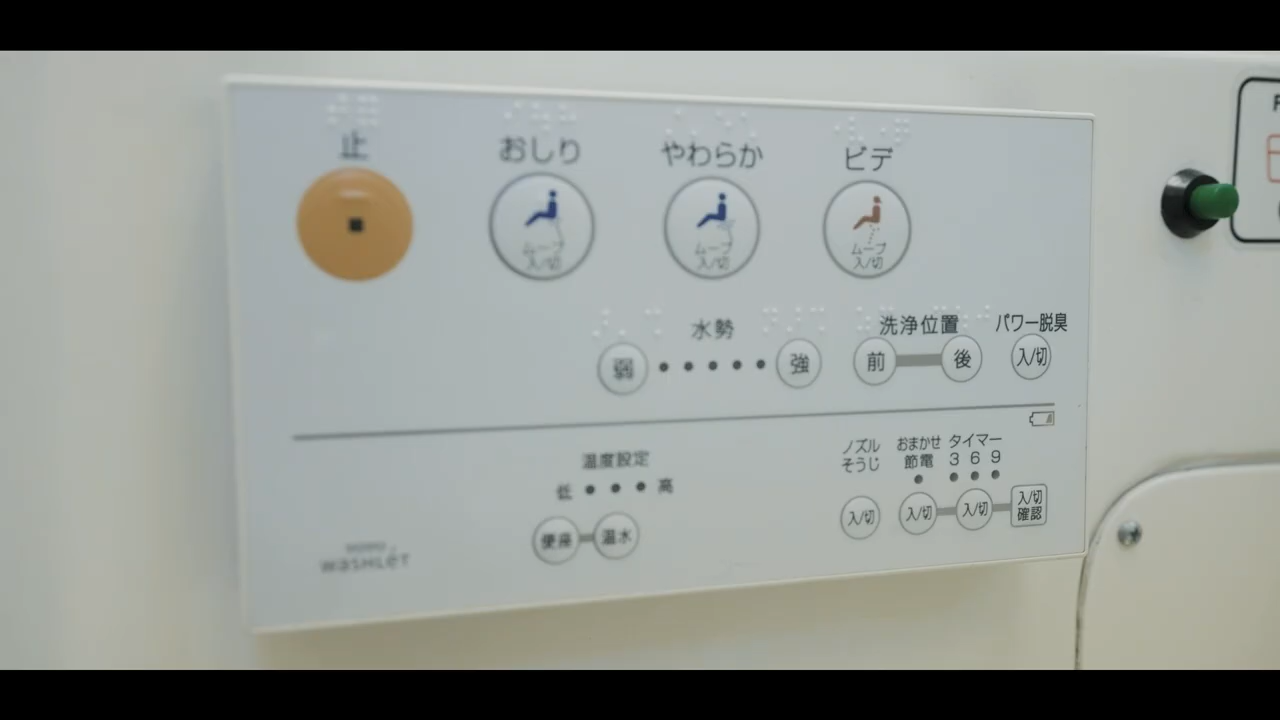 止
おしり
やわらか
ビデ
ムーブ
入/切
ムーブ
入/切
ムーブ
入/切
水勢
弱
強
洗浄位置
前
後
パワー脱臭
入/切
温度設定
低
高
便座
温水
ノズル
そうじ
入/切
おまかせ
節電
入/切
タイマー
3 6 9
入/切
入/切
確認
WASHLET